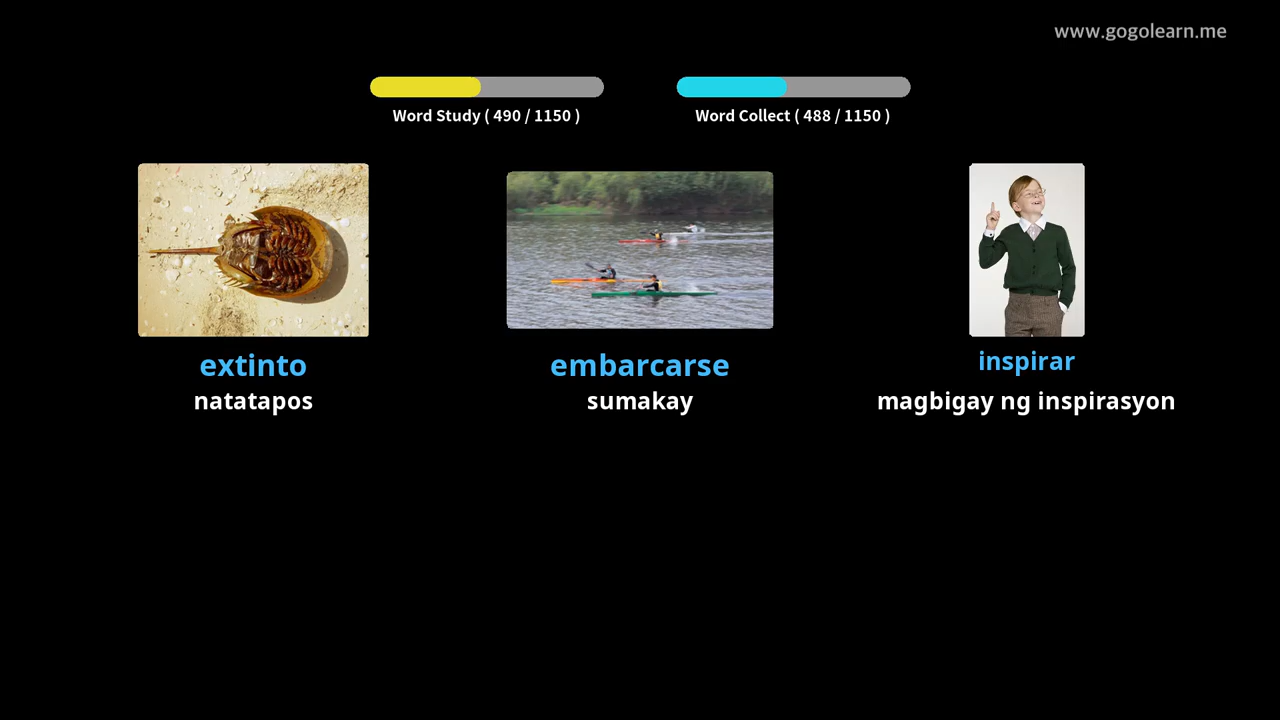 www.gogolearn.me
Word Study ( 490 / 1150 )
Word Collect ( 488 / 1150 )
extinto
natatapos
embarcarse
sumakay
inspirar
magbigay ng inspirasyon